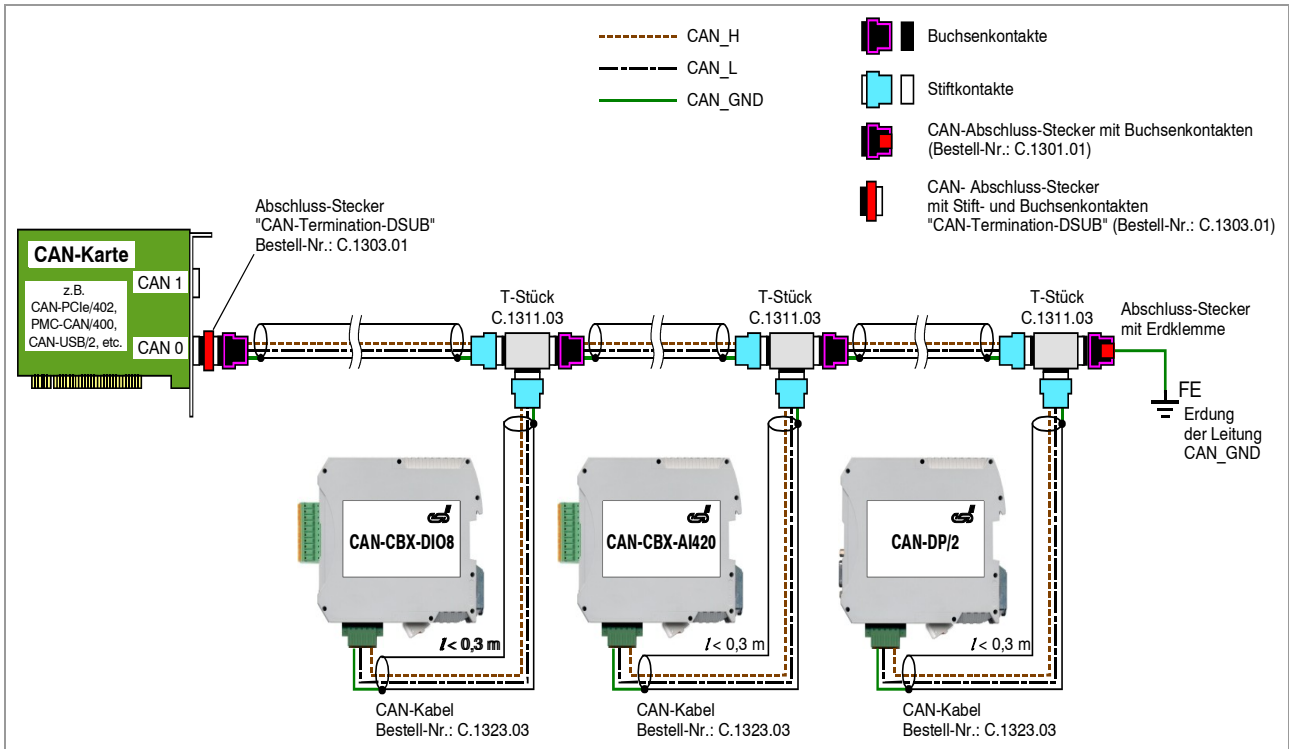 CAN_H
CAN_L
CAN_GND
Buchsenkontakte
Stiftkontakte
CAN-Abschluss-Stecker mit Buchsenkontakten
(Bestell-Nr.: C.1301.01)
CAN- Abschluss-Stecker
mit Stift- und Buchsenkontakten
"CAN-Termination-DSUB" (Bestell-Nr.: C.1303.01)
Abschluss-Stecker
"CAN-Termination-DSUB"
Bestell-Nr.: C.1303.01
CAN-Karte
z.B.
CAN-PCIe/402,
PMC-CAN/400,
CAN-USB/2, etc.
CAN 1
CAN 0
T-Stück
C.1311.03
T-Stück
C.1311.03
T-Stück
C.1311.03
Abschluss-Stecker
mit Erdklemme
FE
Erdung
der Leitung
CAN_GND
esd
CAN-CBX-DIO8
esd
CAN-CBX-AI420
esd
CAN-DP/2
l < 0,3 m
l < 0,3 m
l < 0,3 m
CAN-Kabel
Bestell-Nr.: C.1323.03
CAN-Kabel
Bestell-Nr.: C.1323.03
CAN-Kabel
Bestell-Nr.: C.1323.03